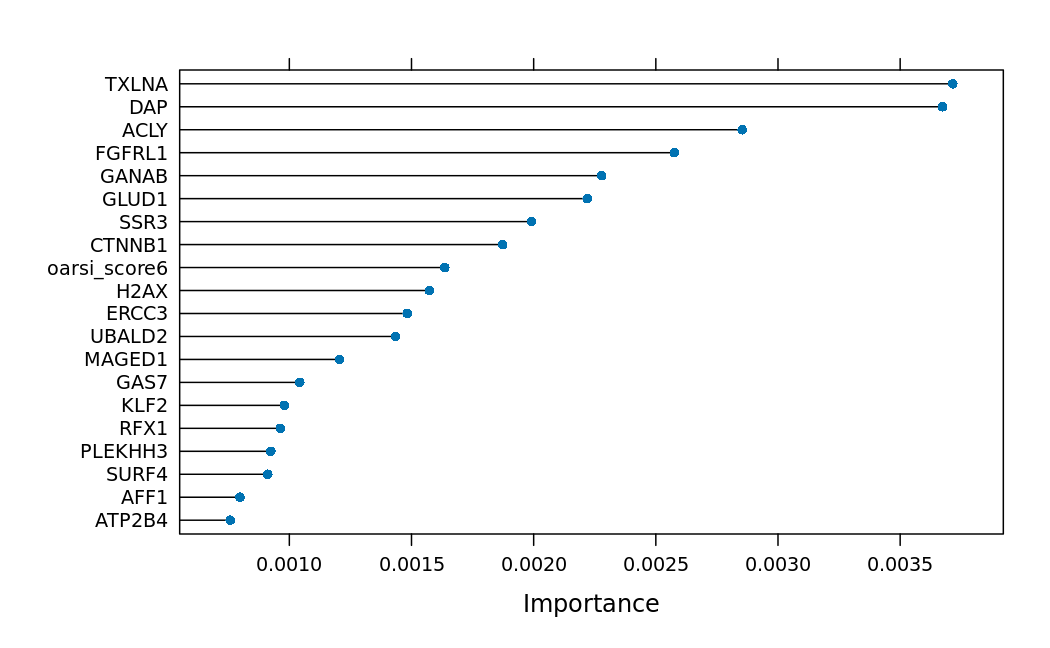 TXLNA
DAP
ACLY
FGFRL1
GANAB
GLUD1
SSR3
CTNNB1
oarsi_score6
H2AX
ERCC3
UBALD2
MAGED1
GAS7
KLF2
RFX1
PLEKHH3
SURF4
AFF1
ATP2B4
0.0010 0.0015 0.0020 0.0025 0.0030 0.0035
Importance